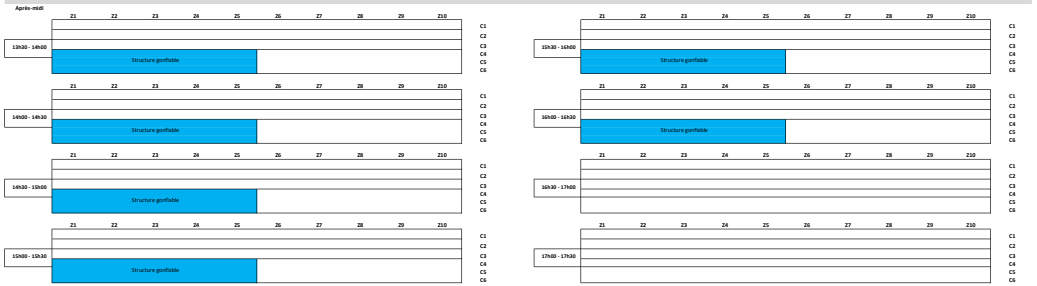 Après-midi
Z1 Z2 Z3 Z4 Z5 Z6 Z7 Z8 Z9 Z10
C1
C2
13h30 - 14h00 C3
C4
Structure gonflable C5
C6
Z1 Z2 Z3 Z4 Z5 Z6 Z7 Z8 Z9 Z10
C1
C2
14h00 - 14h30 C3
C4
Structure gonflable C5
C6
Z1 Z2 Z3 Z4 Z5 Z6 Z7 Z8 Z9 Z10
C1
C2
14h30 - 15h00 C3
C4
Structure gonflable C5
C6
Z1 Z2 Z3 Z4 Z5 Z6 Z7 Z8 Z9 Z10
C1
C2
15h00 - 15h30 C3
C4
Structure gonflable C5
C6
Z1 Z2 Z3 Z4 Z5 Z6 Z7 Z8 Z9 Z10
C1
C2
15h30 - 16h00 C3
C4
Structure gonflable C5
C6
Z1 Z2 Z3 Z4 Z5 Z6 Z7 Z8 Z9 Z10
C1
C2
16h00 - 16h30 C3
C4
Structure gonflable C5
C6
Z1 Z2 Z3 Z4 Z5 Z6 Z7 Z8 Z9 Z10
C1
C2
16h30 - 17h00 C3
C4
C5
C6
Z1 Z2 Z3 Z4 Z5 Z6 Z7 Z8 Z9 Z10
C1
C2
17h00 - 17h30 C3
C4
C5
C6